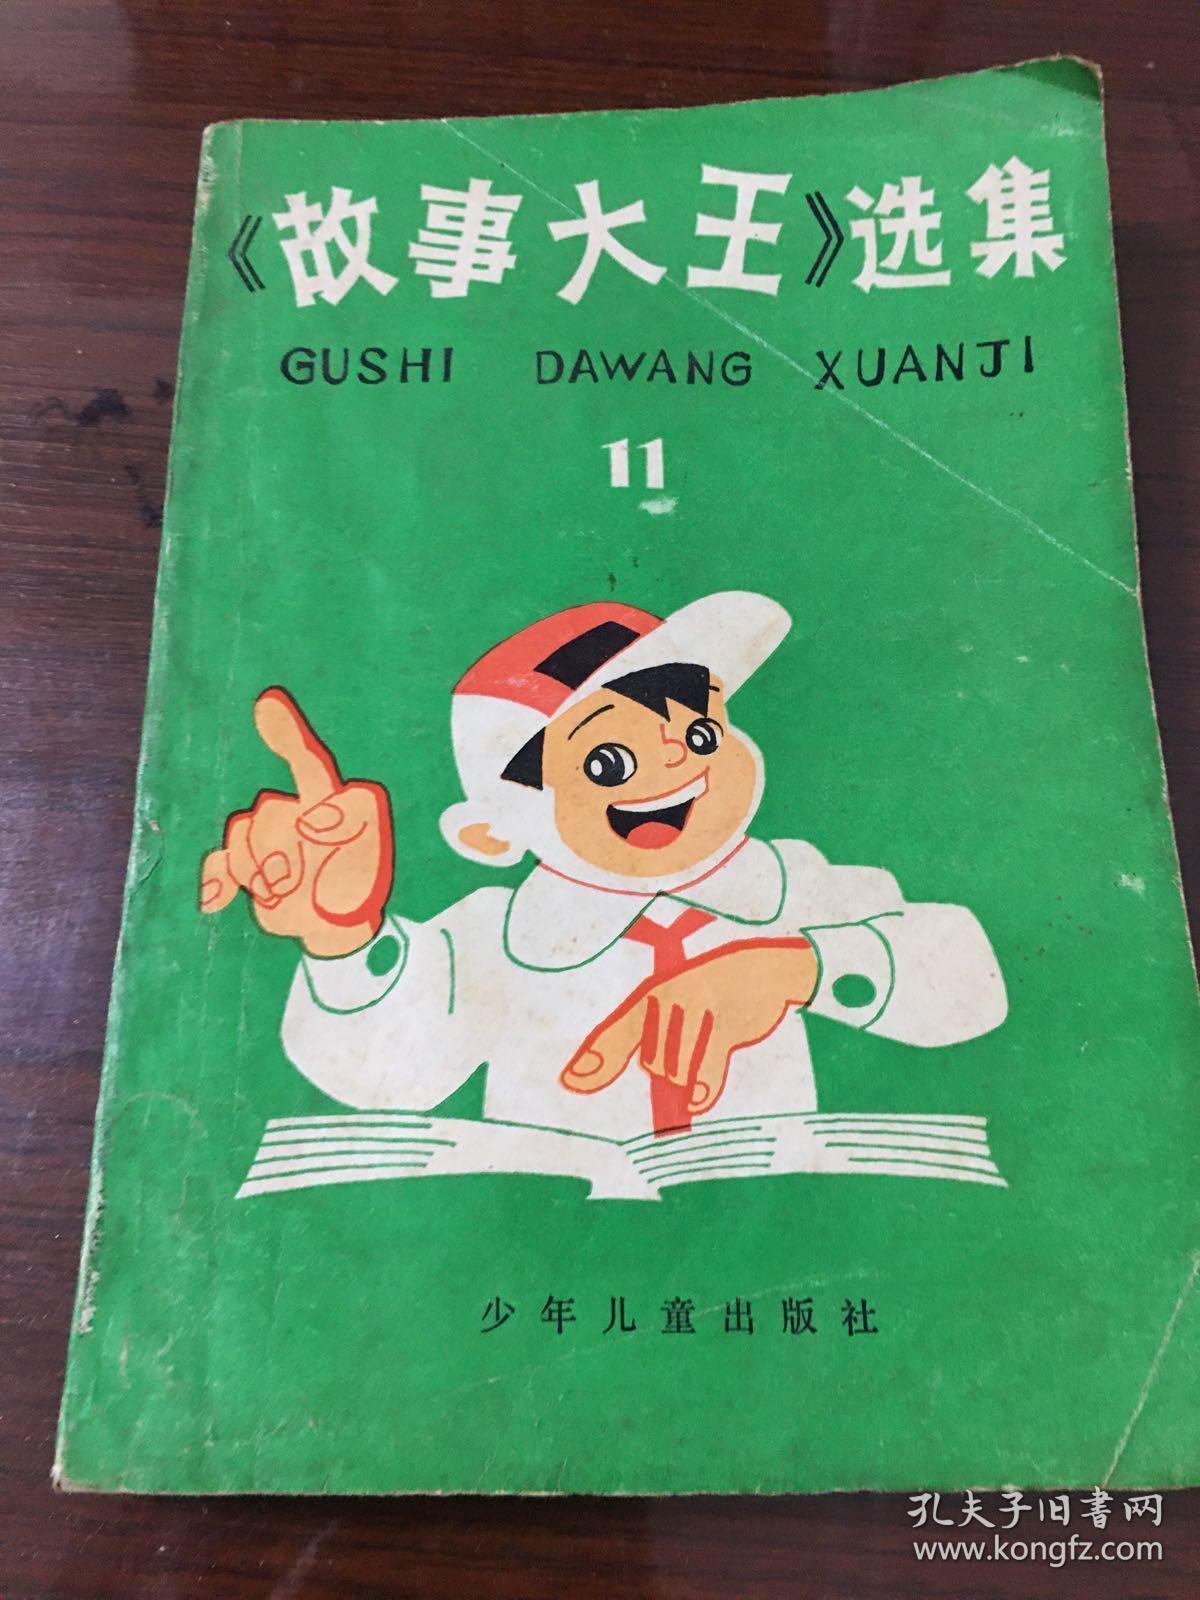 《故事大王》选集
GUSHI DAWANG XUANJI
11
少年儿童出版社
孔夫子旧书网
www.kongfz.com